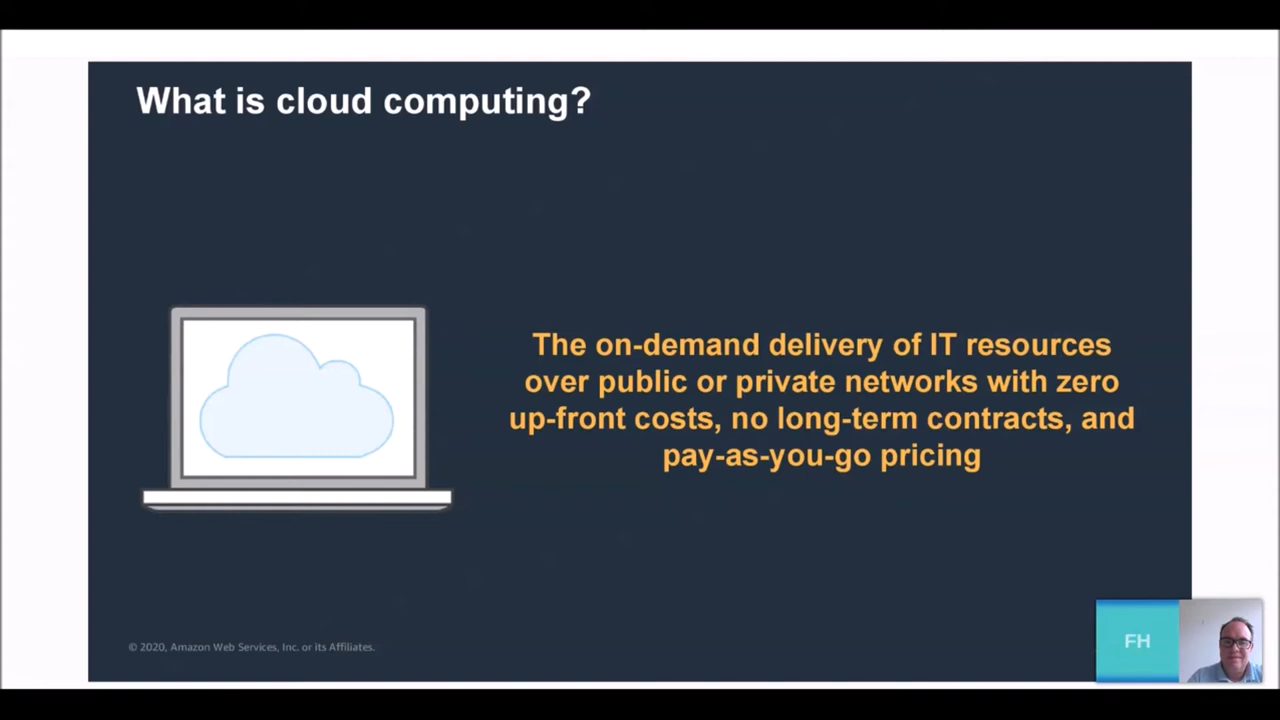 What is cloud computing?
The on-demand delivery of IT resources
over public or private networks with zero
up-front costs, no long-term contracts, and
pay-as-you-go pricing
© 2020, Amazon Web Services, Inc. or its Affiliates.
FH